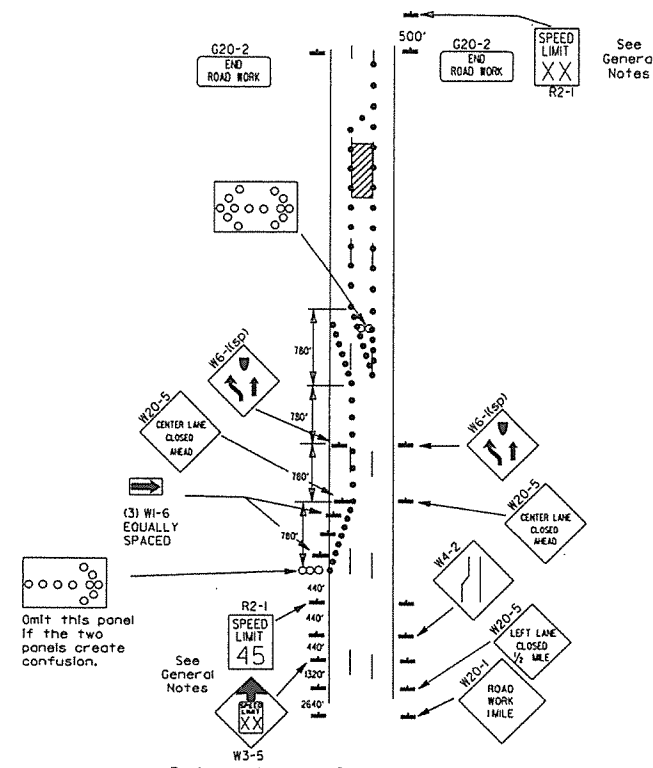 500'
G20-2
END
ROAD WORK
G20-2
END
ROAD WORK
SPEED
LIMIT
XX
R2-1
See
General
Notes
780'
W6-1(sp)
780'
W20-5
CENTER LANE
CLOSED
AHEAD
W6-1(sp)
780'
(3) W1-6
EQUALLY
SPACED
W20-5
CENTER LANE
CLOSED
AHEAD
780'
W4-2
Omit this panel
if the two
panels create
confusion.
440'
R2-1
SPEED
LIMIT
45
440'
440'
W20-5
LEFT LANE
CLOSED
1/2 MILE
See
General
Notes
1320'
W20-1
ROAD
WORK
1 MILE
SPEED
LIMIT
XX
2640'
W3-5